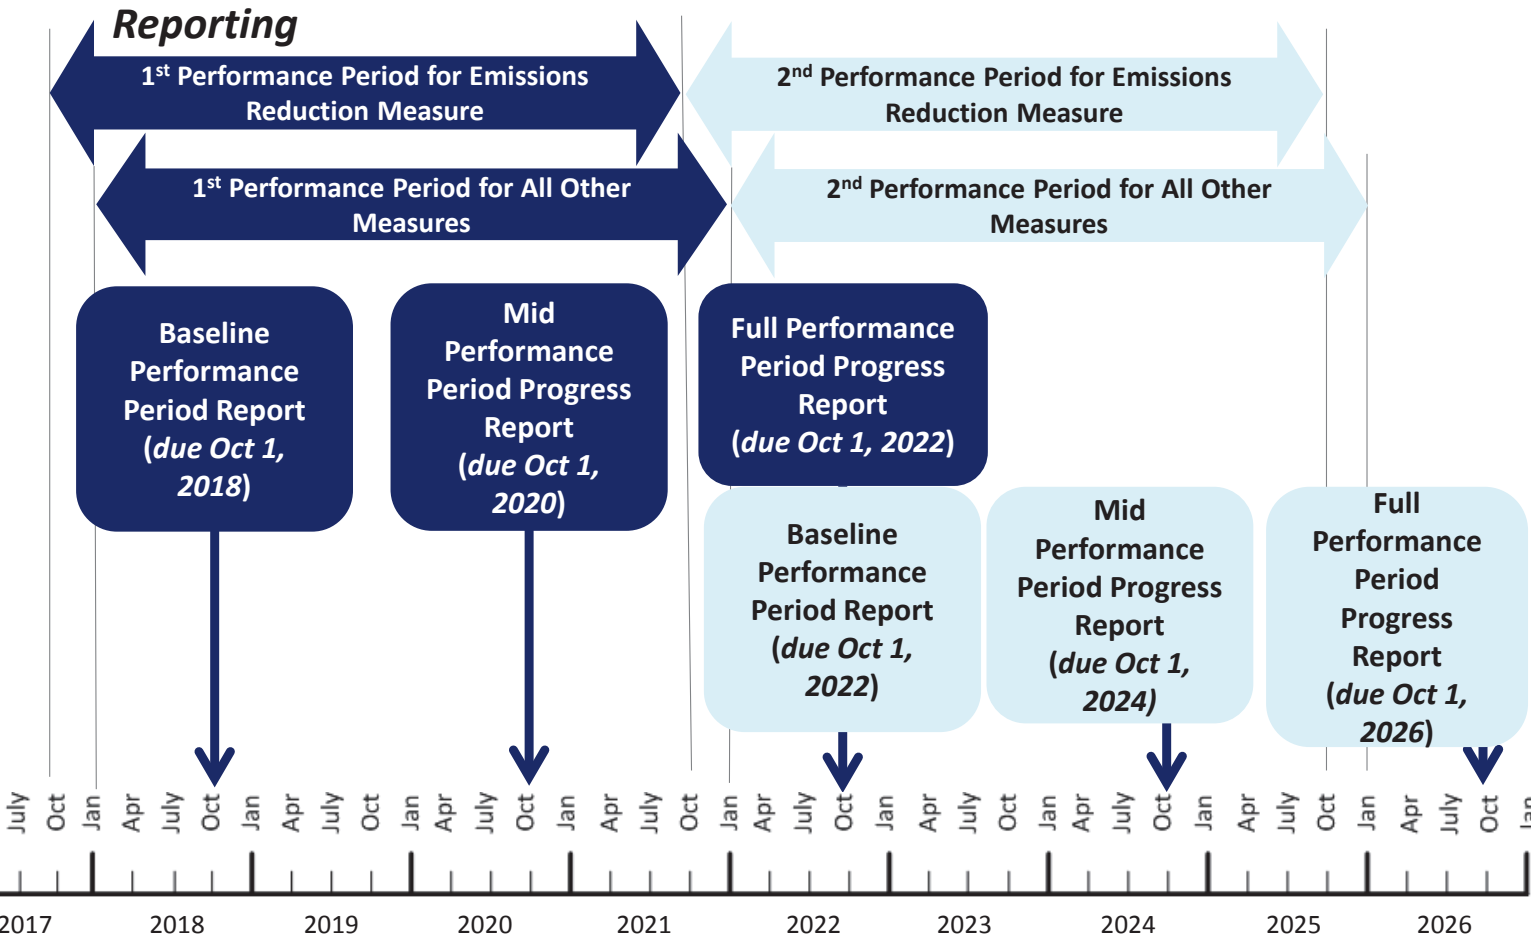 Reporting
1st Performance Period for Emissions
Reduction Measure
2nd Performance Period for Emissions
Reduction Measure
1st Performance Period for All Other
Measures
2nd Performance Period for All Other
Measures
Baseline
Performance
Period Report
(due Oct 1,
2018)
Mid
Performance
Period Progress
Report
(due Oct 1,
2020)
Full Performance
Period Progress
Report
(due Oct 1, 2022)
Baseline
Performance
Period Report
(due Oct 1,
2022)
Mid
Performance
Period Progress
Report
(due Oct 1,
2024)
Full
Performance
Period
Progress
Report
(due Oct 1,
2026)
July Oct Jan Apr July Oct Jan Apr July Oct Jan Apr July Oct Jan Apr July Oct Jan Apr July Oct Jan Apr July Oct Jan Apr July Oct Jan Apr July Oct Jan Apr July Oct Jan
2017 2018 2019 2020 2021 2022 2023 2024 2025 2026